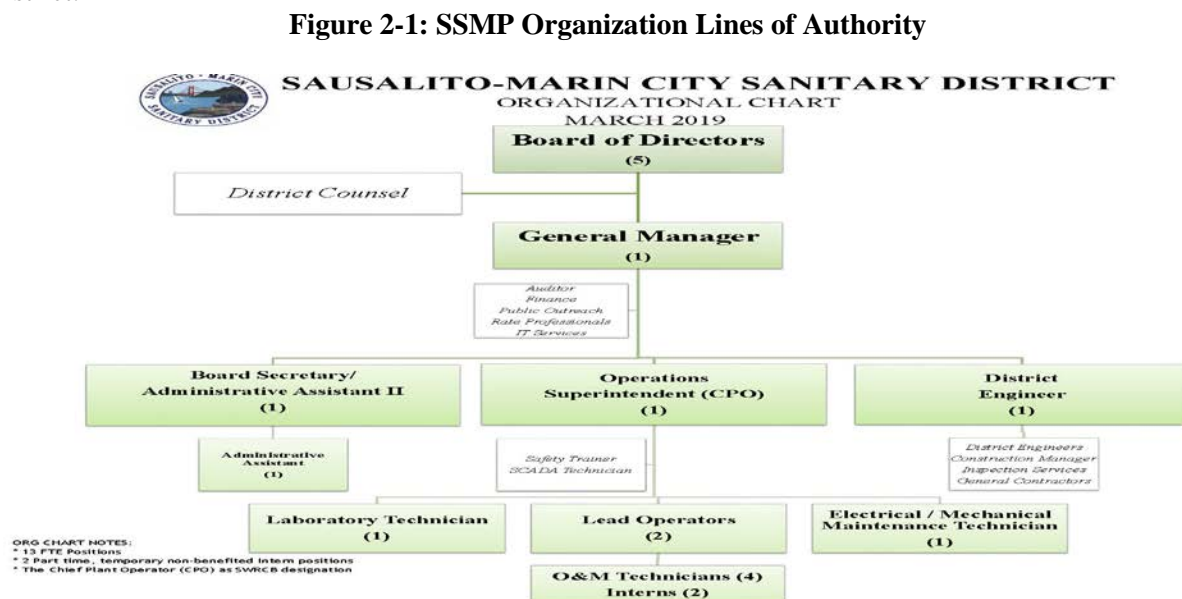 Figure 2-1: SSMP Organization Lines of Authority
SAUSALITO - MARIN CITY
SANITARY DISTRICT
SAUSALITO-MARIN CITY SANITARY DISTRICT
ORGANIZATIONAL CHART
MARCH 2019
Board of Directors
(5)
District Counsel
General Manager
(1)
Auditor
Finance
Public Outreach
Rate Professionals
IT Services
Board Secretary/
Administrative Assistant II
(1)
Operations
Superintendent (CPO)
(1)
District
Engineer
(1)
Administrative
Assistant
(1)
Safety Trainer
SCADA Technician
District Engineers
Construction Manager
Inspection Services
General Contractors
Laboratory Technician
(1)
Lead Operators
(2)
Electrical / Mechanical
Maintenance Technician
(1)
ORG CHART NOTES:
* 13 FTE Positions
* 2 Part time, temporary non-benefited Intern positions
* The Chief Plant Operator (CPO) as SWRCB designation
O&M Technicians (4)
Interns (2)